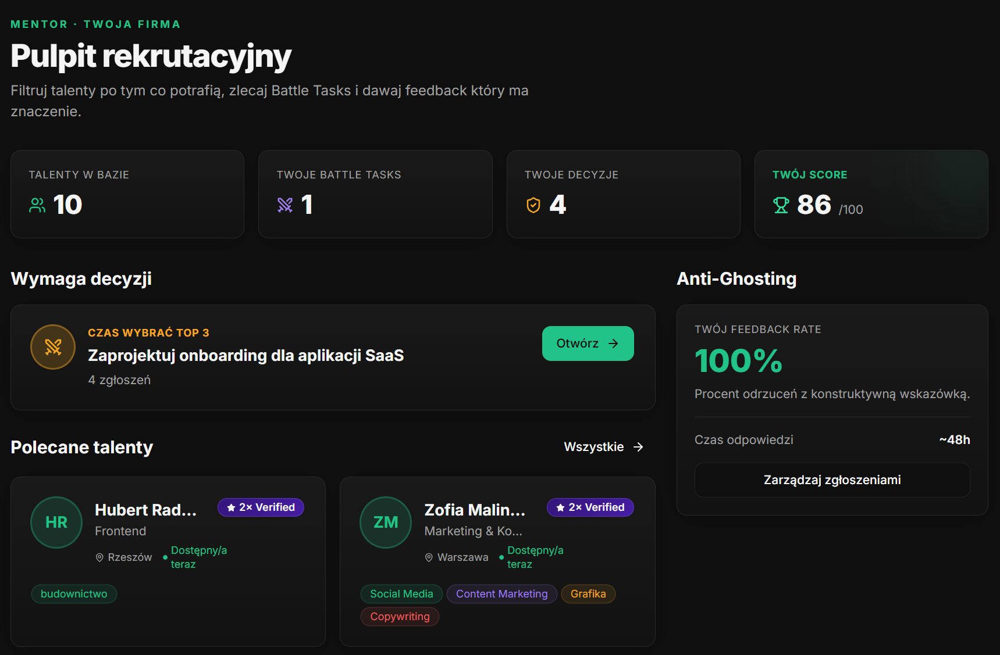 MENTOR · TWOJA FIRMA
Pulpit rekrutacyjny
Filtruj talenty po tym co potrafią, zlecaj Battle Tasks i dawaj feedback który ma
znaczenie.
TALENTY W BAZIE
10
TWOJE BATTLE TASKS
1
TWOJE DECYZJE
4
TWÓJ SCORE
86 /100
Wymaga decyzji
CZAS WYBRAĆ TOP 3
Zaprojektuj onboarding dla aplikacji SaaS
4 zgłoszeń
Otwórz →
Anti-Ghosting
TWÓJ FEEDBACK RATE
100%
Procent odrzuceń z konstruktywną wskazówką.
Czas odpowiedzi ~48h
Zarządzaj zgłoszeniami
Polecane talenty
Wszystkie →
HR
Hubert Rad...
2× Verified
Frontend
Rzeszów
Dostępny/a
teraz
budownictwo
ZM
Zofia Malin...
2× Verified
Marketing & Ko...
Warszawa
Dostępny/a
teraz
Social Media
Content Marketing
Grafika
Copywriting